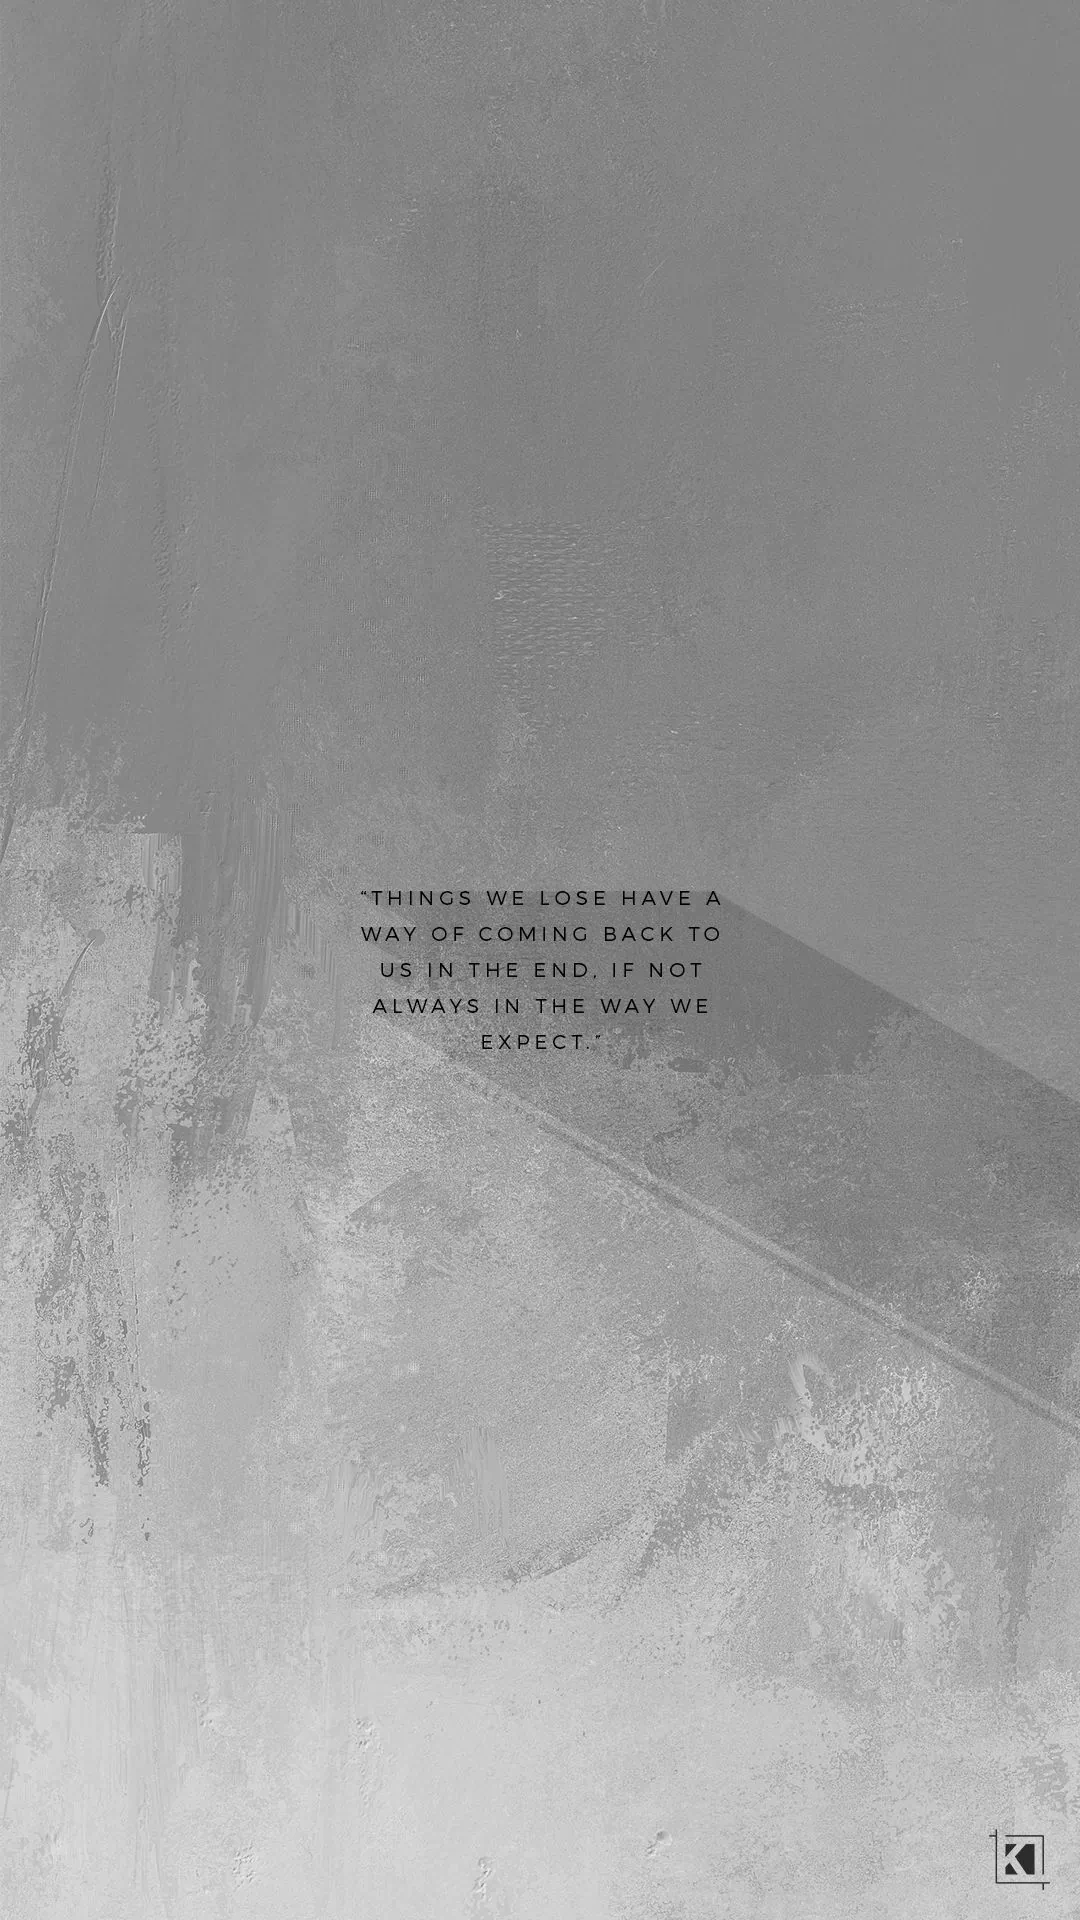 “THINGS WE LOSE HAVE A
WAY OF COMING BACK TO
US IN THE END, IF NOT
ALWAYS IN THE WAY WE
EXPECT.”
K